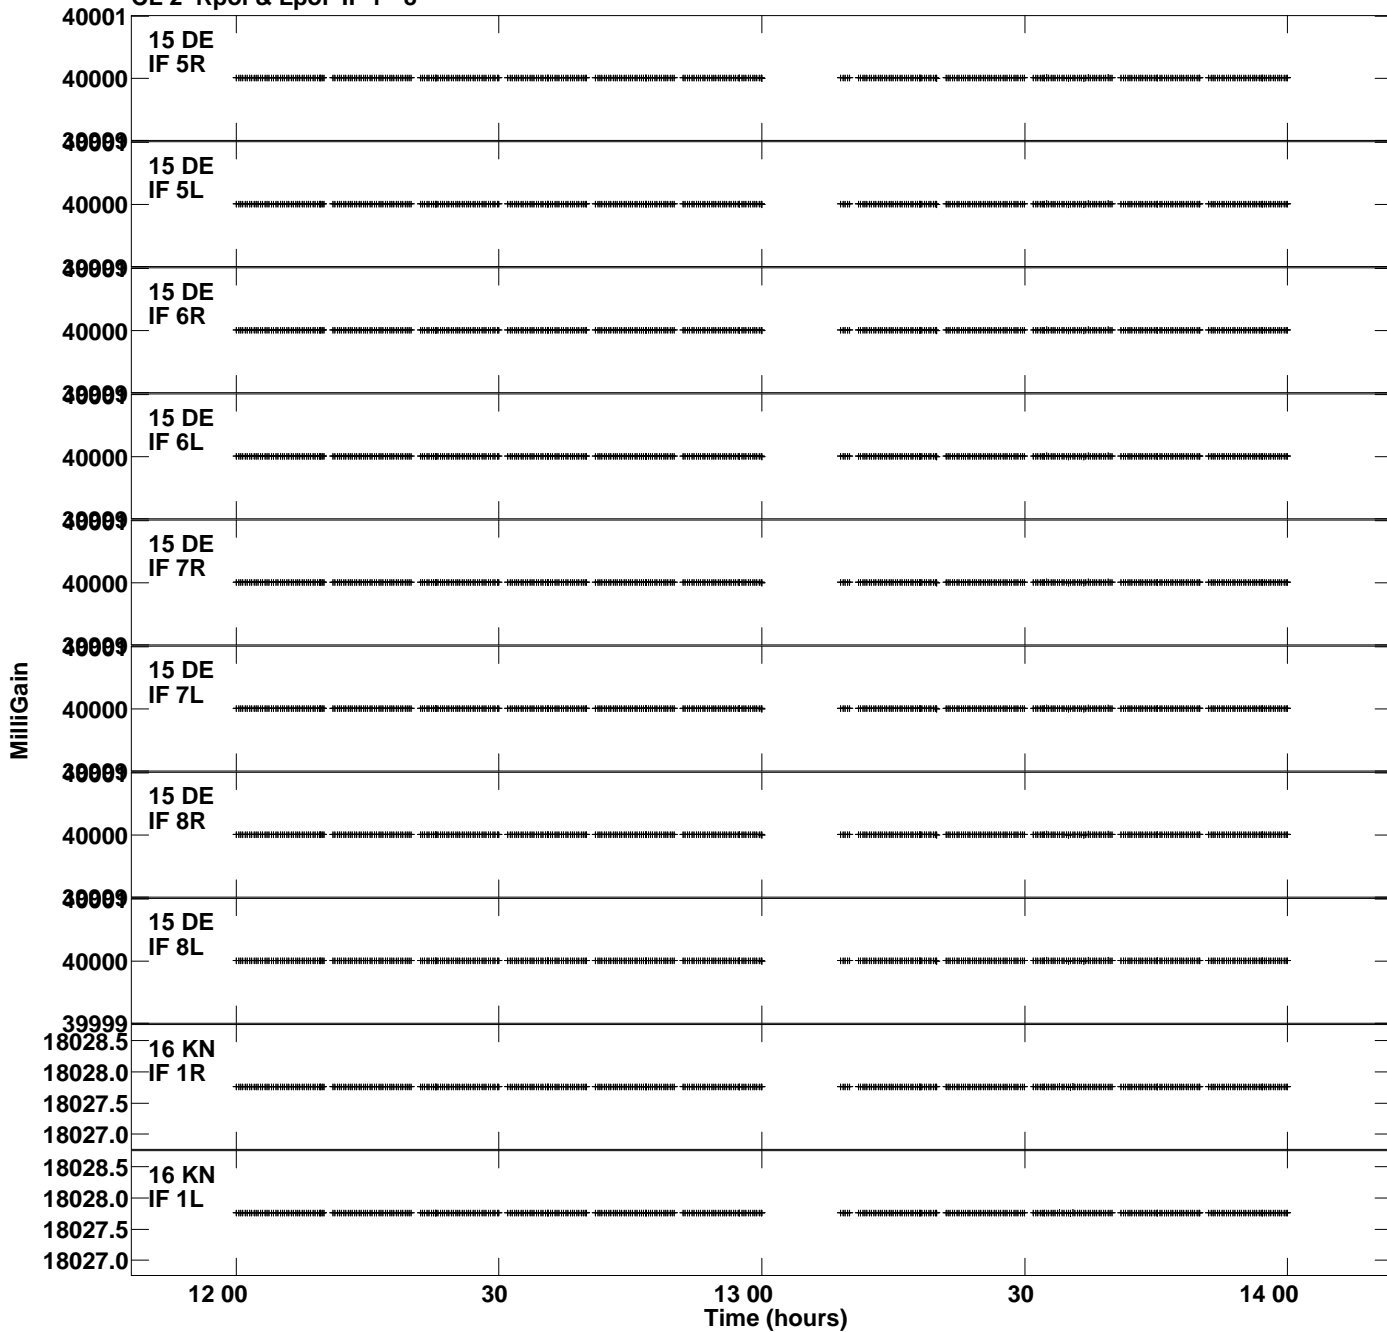 40001
15 DE
IF 5R
40000
15 DE
IF 5L
40000
15 DE
IF 6R
40000
15 DE
IF 6L
40000
15 DE
IF 7R
40000
15 DE
IF 7L
40000
15 DE
IF 8R
40000
15 DE
IF 8L
40000
39999
16 KN
IF 1R
18028.5
18028.0
18027.5
18027.0
16 KN
IF 1L
18028.5
18028.0
18027.5
18027.0
MilliGain
12 00 30 13 00 30 14 00
Time (hours)